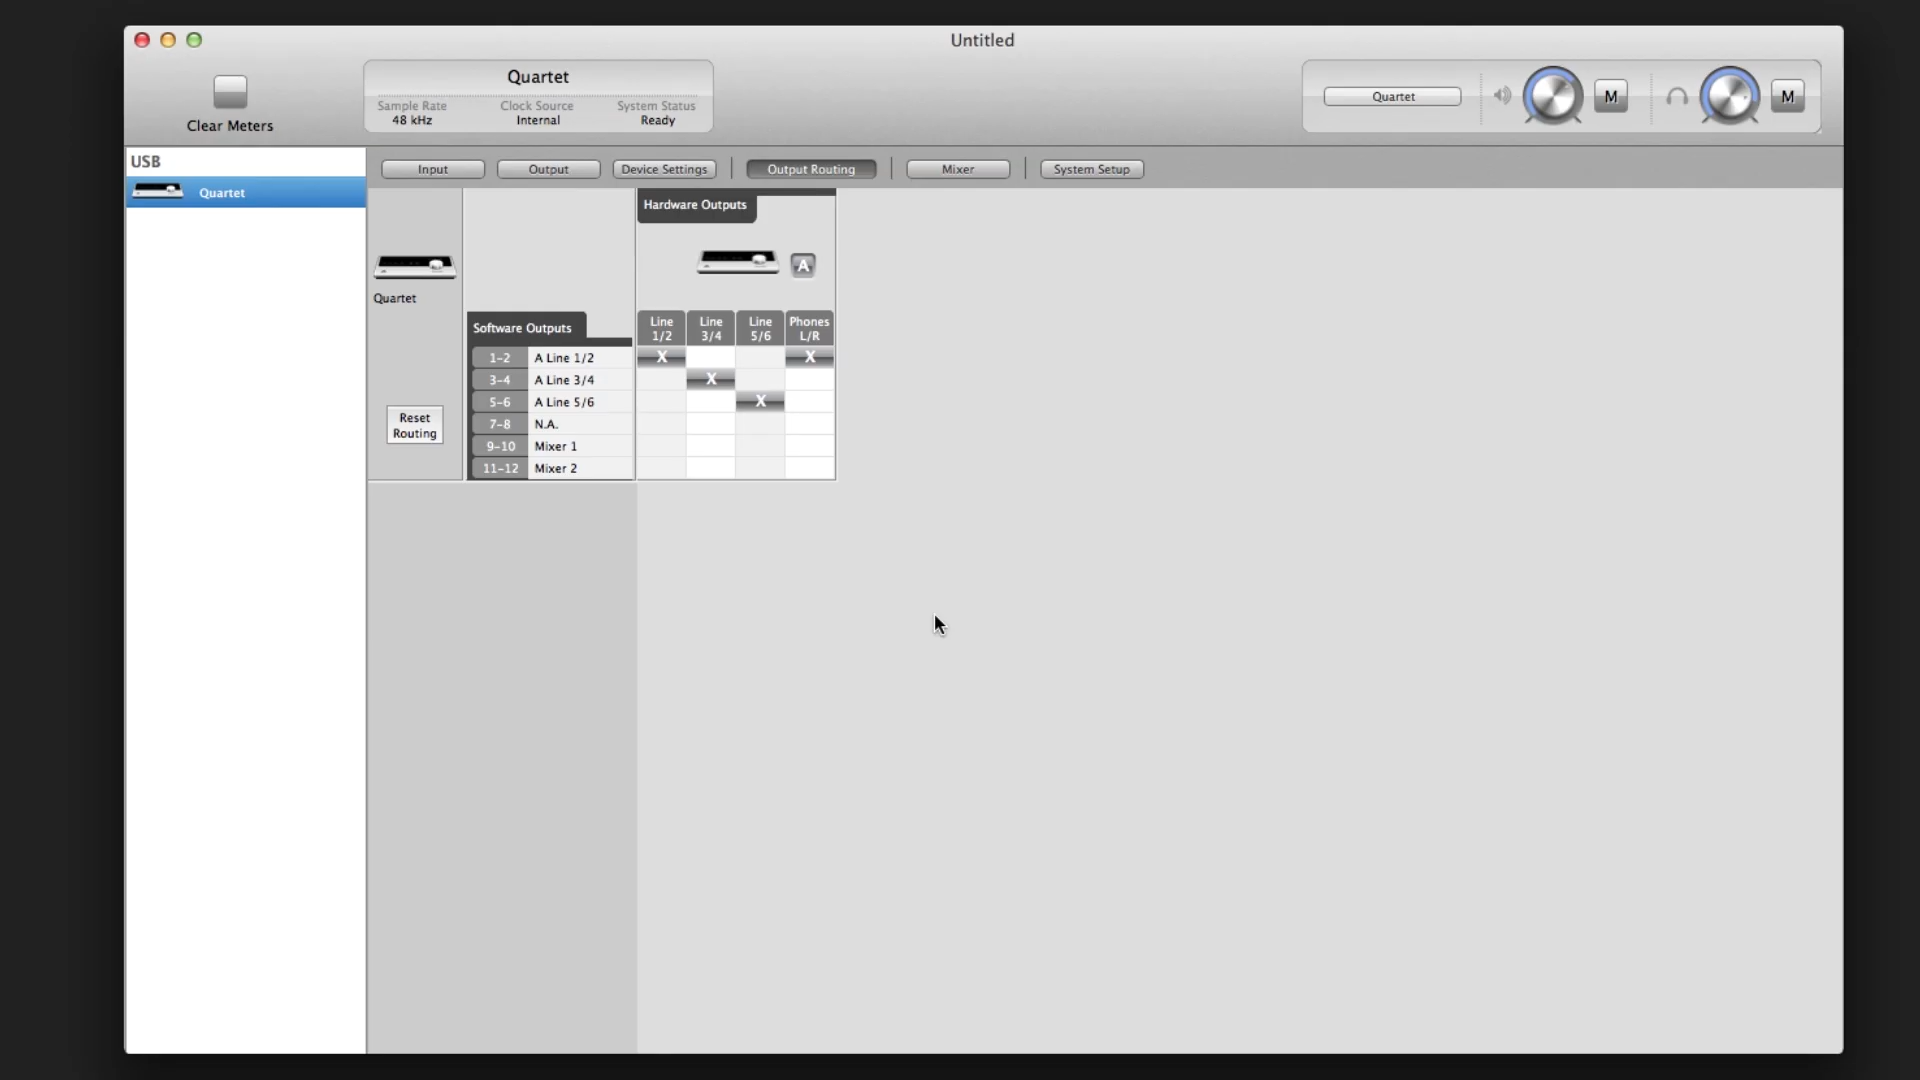 Untitled
Clear Meters
Quartet
Sample Rate Clock Source System Status
48 kHz Internal Ready
Quartet M M
USB
Quartet
Input Output Device Settings Output Routing Mixer System Setup
Hardware Outputs
A
Quartet
Software Outputs
Line 1/2
Line 3/4
Line 5/6
Phones L/R
1-2 A Line 1/2 X X
3-4 A Line 3/4 X
5-6 A Line 5/6 X
7-8 N.A.
9-10 Mixer 1
11-12 Mixer 2
Reset
Routing